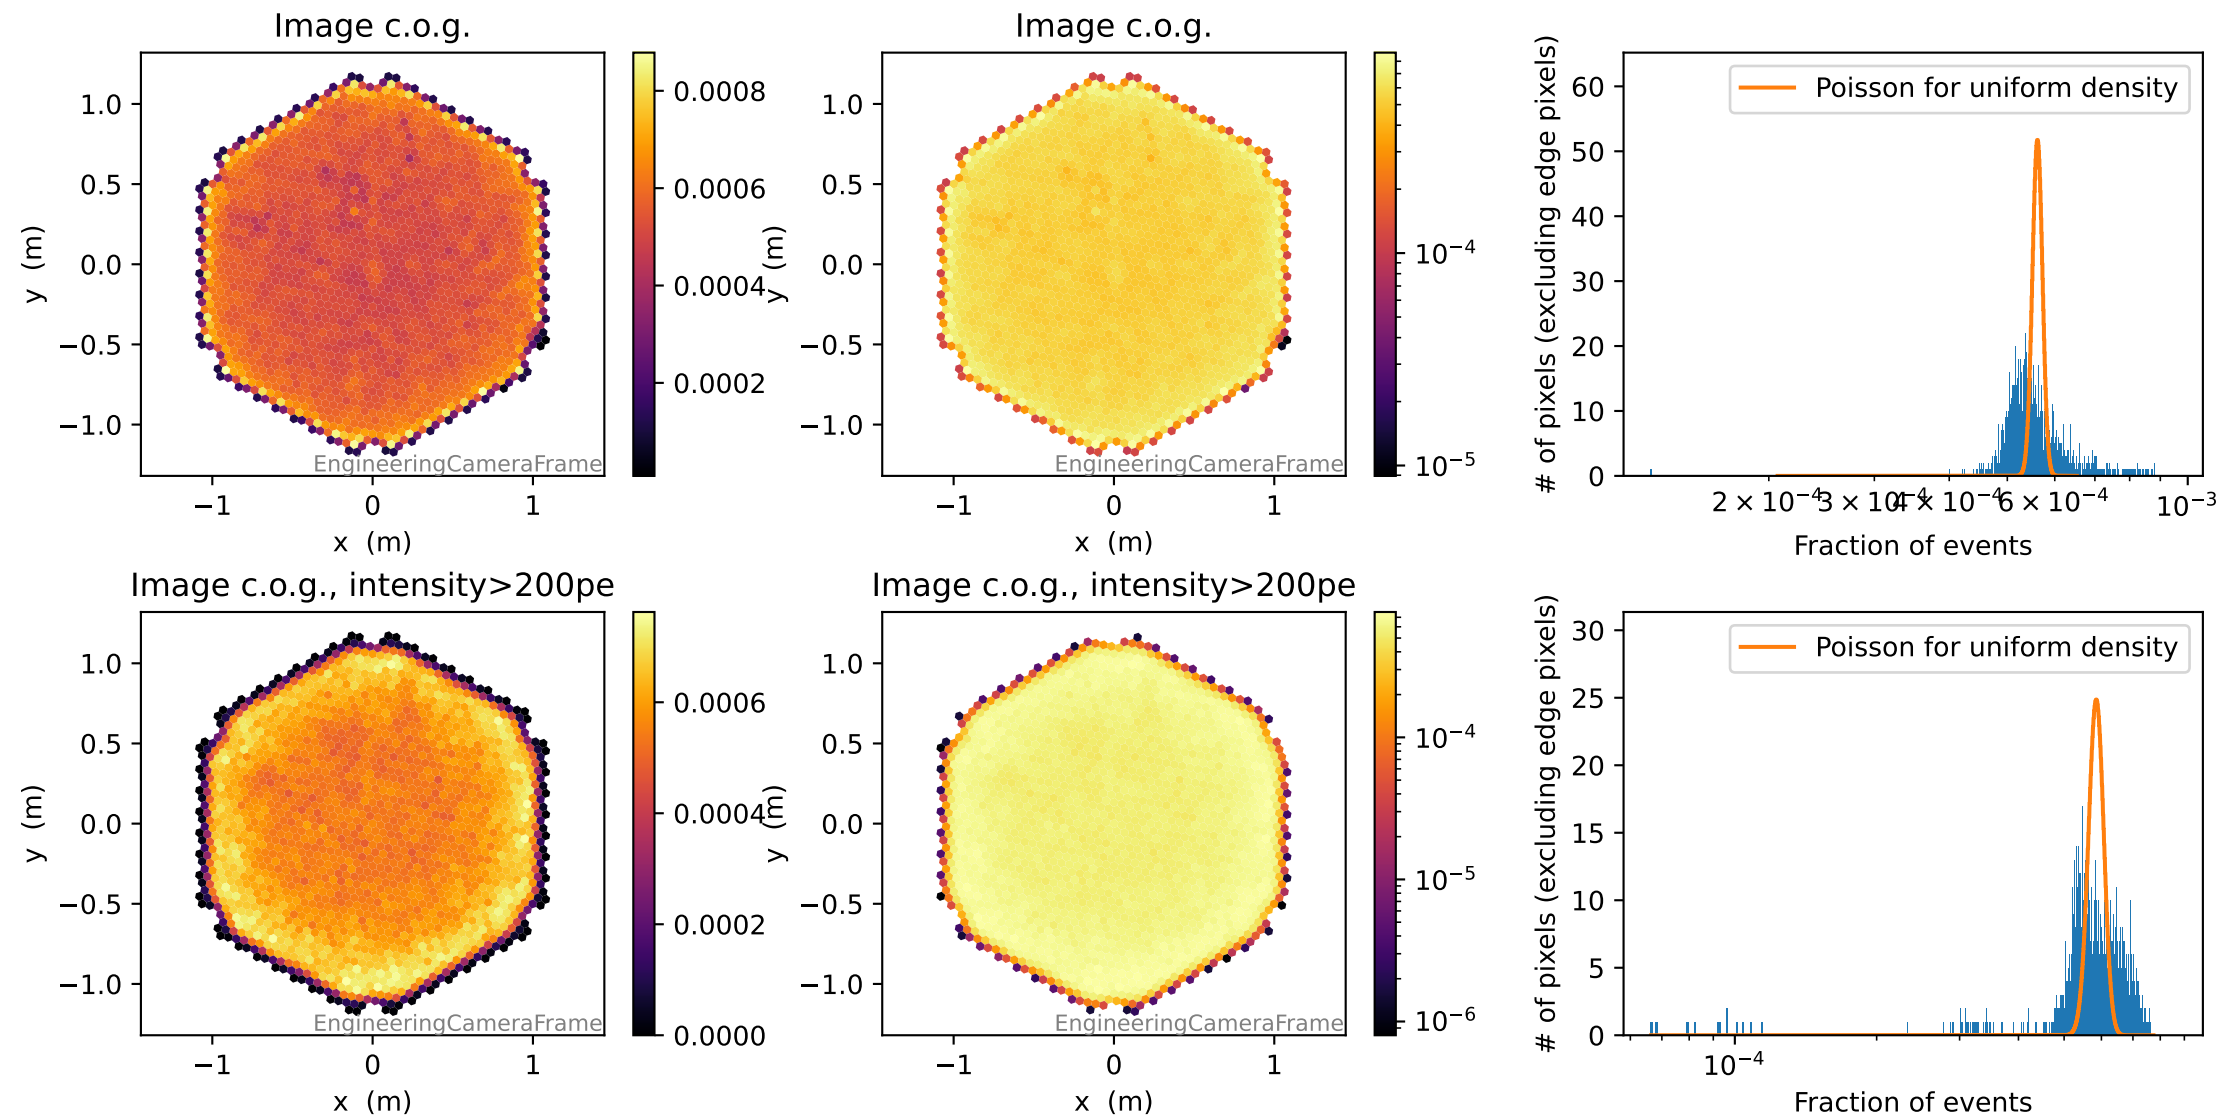 Image c.o.g.
1.0
0.5
0.0
−0.5
−1.0
y (m)
−1
0
1
x (m)
EngineeringCameraFrame
0.0008
0.0006
0.0004
0.0002
Image c.o.g.
1.0
0.5
0.0
−0.5
−1.0
y (m)
−1
0
1
x (m)
EngineeringCameraFrame
10⁻⁴
10⁻⁵
# of pixels (excluding edge pixels)
60
50
40
30
20
10
0
Poisson for uniform density
2 × 10⁻⁴
3 × 10⁻⁴
4 × 10⁻⁴
6 × 10⁻⁴
10⁻³
Fraction of events
Image c.o.g., intensity>200pe
1.0
0.5
0.0
−0.5
−1.0
y (m)
−1
0
1
x (m)
EngineeringCameraFrame
0.0006
0.0004
0.0002
0.0000
Image c.o.g., intensity>200pe
1.0
0.5
0.0
−0.5
−1.0
y (m)
−1
0
1
x (m)
EngineeringCameraFrame
10⁻⁴
10⁻⁵
10⁻⁶
# of pixels (excluding edge pixels)
30
25
20
15
10
5
0
Poisson for uniform density
10⁻⁴
Fraction of events